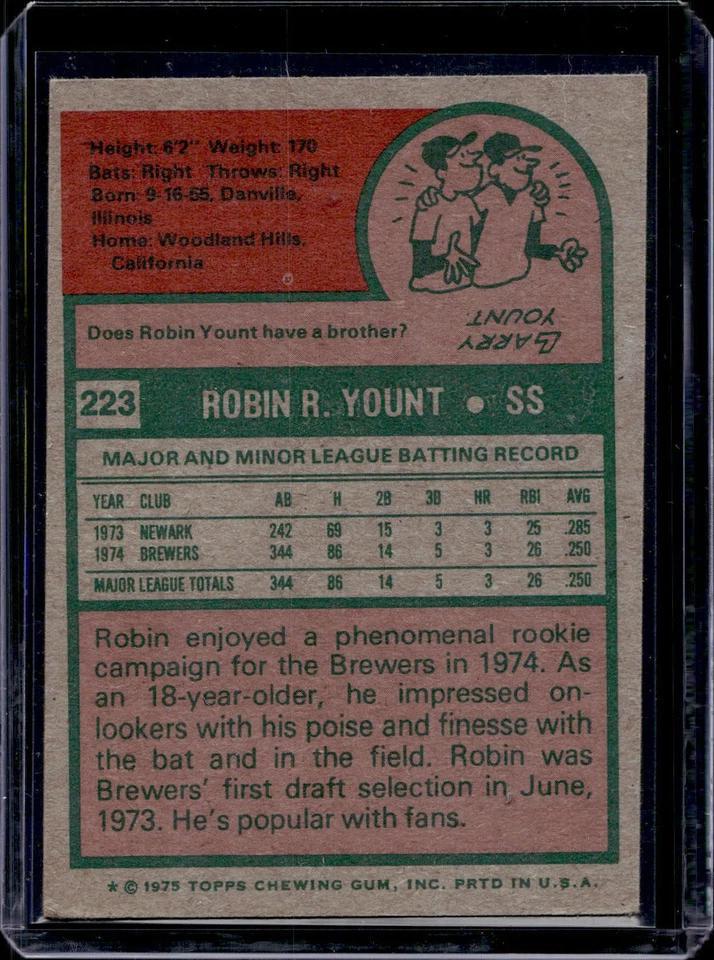 Height: 6'2" Weight: 170
Bats: Right Throws: Right
Born: 9-16-55, Danville,
Illinois
Home: Woodland Hills,
California
Does Robin Yount have a brother?
LARRY
YOUNT
223 ROBIN R. YOUNT • SS
MAJOR AND MINOR LEAGUE BATTING RECORD
YEAR CLUB AB H 2B 3B HR RBI AVG
1973 NEWARK 242 69 15 3 3 25 .285
1974 BREWERS 344 86 14 5 3 26 .250
MAJOR LEAGUE TOTALS 344 86 14 5 3 26 .250
Robin enjoyed a phenomenal rookie
campaign for the Brewers in 1974. As
an 18-year-older, he impressed on-
lookers with his poise and finesse with
the bat and in the field. Robin was
Brewers' first draft selection in June,
1973. He's popular with fans.
* © 1975 TOPPS CHEWING GUM, INC. PRTD IN U.S.A.